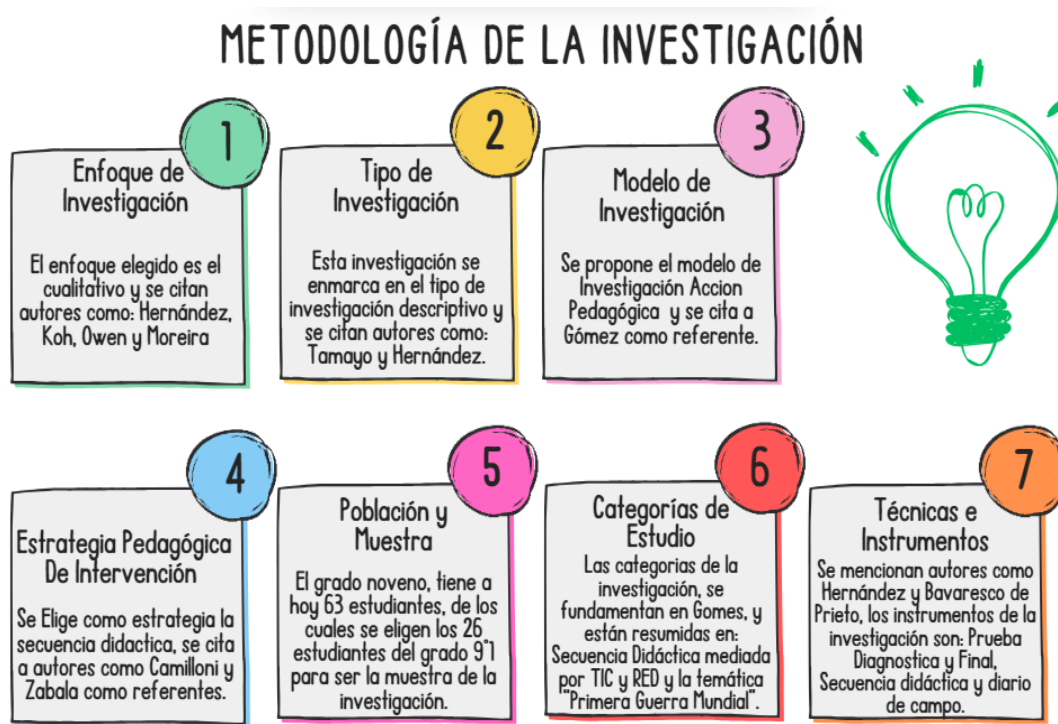 METODOLOGÍA DE LA INVESTIGACIÓN
1
Enfoque de
Investigación
El enfoque elegido es el
cualitativo y se citan
autores como: Hernández,
Koh, Owen y Moreira
2
Tipo de
Investigación
Esta investigación se
enmarca en el tipo de
investigación descriptivo y
se citan autores como:
Tamayo y Hernández.
3
Modelo de
Investigación
Se propone el modelo de
Investigación Accion
Pedagógica y se cita a
Gómez como referente.
4
Estrategia Pedagógica
De Intervención
Se Elige como estrategia la
secuencia didactica, se cita
a autores como Camilloni y
Zabala como referentes.
5
Población y
Muestra
El grado noveno, tiene a
hoy 63 estudiantes, de los
cuales se eligen los 26
estudiantes del grado 9°1
para ser la muestra de la
investigación.
6
Categorías de
Estudio
Las categorias de la
investigación, se
fundamentan en Gomes, y
están resumidas en:
Secuencia Didáctica mediada
por TIC y RED y la temática
"Primera Guerra Mundial".
7
Técnicas e
Instrumentos
Se mencionan autores como
Hernández y Bavaresco de
Prieto, los instrumentos de la
investigación son: Prueba
Diagnostica y Final,
Secuencia didáctica y diario
de campo.